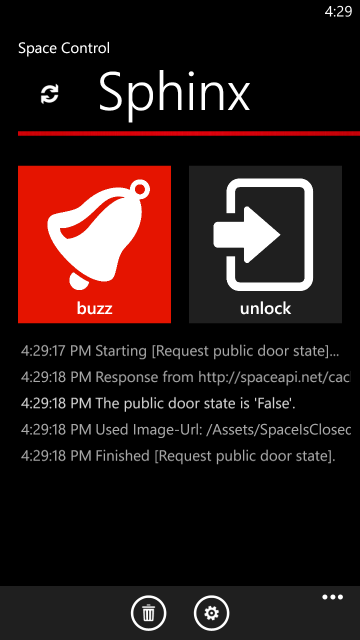 4:29
Space Control
Sphinx
buzz
unlock
4:29:17 PM Starting [Request public door state]...
4:29:18 PM Response from http://spaceapi.net/cac
4:29:18 PM The public door state is 'False'.
4:29:18 PM Used Image-Url: /Assets/SpaceIsClosec
4:29:18 PM Finished [Request public door state].